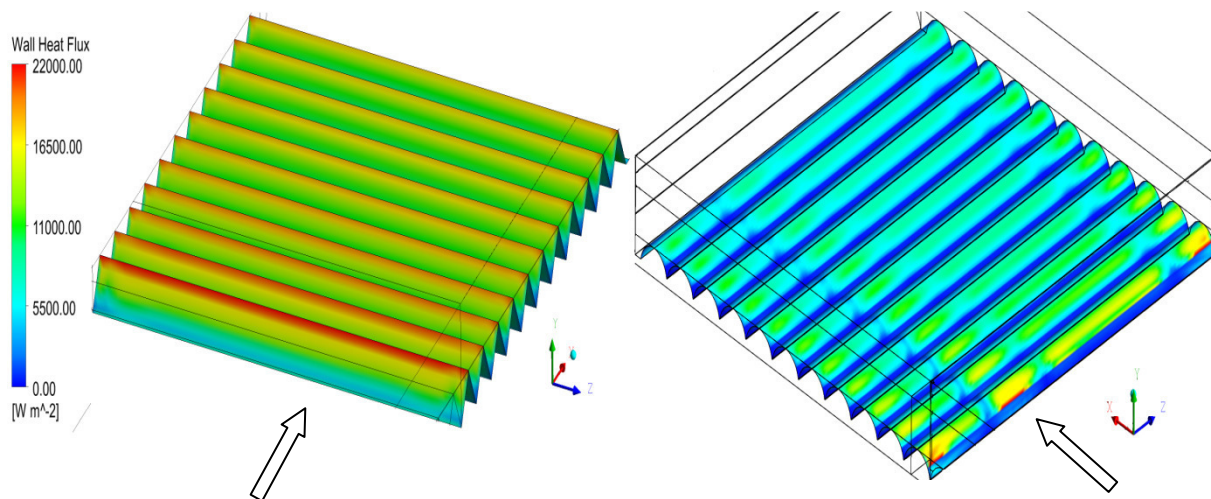 Wall Heat Flux
22000.00
16500.00
11000.00
5500.00
0.00
[W m^-2]
Y
Z
Y
X
Z